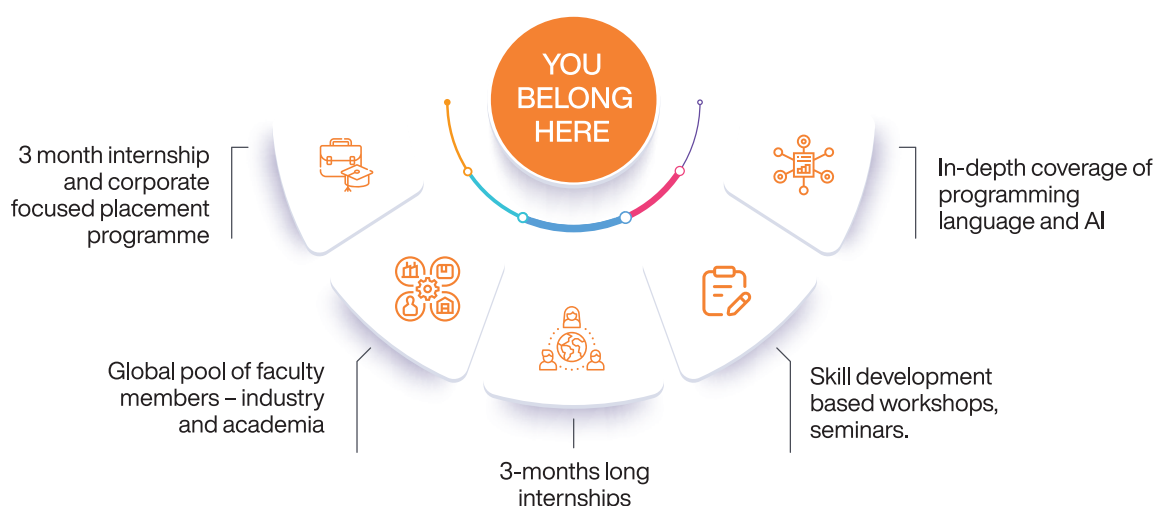 YOU
BELONG
HERE
3 month internship
and corporate
focused placement
programme
In-depth coverage of
programming
language and AI
Global pool of faculty
members – industry
and academia
Skill development
based workshops,
seminars.
3-months long
internships